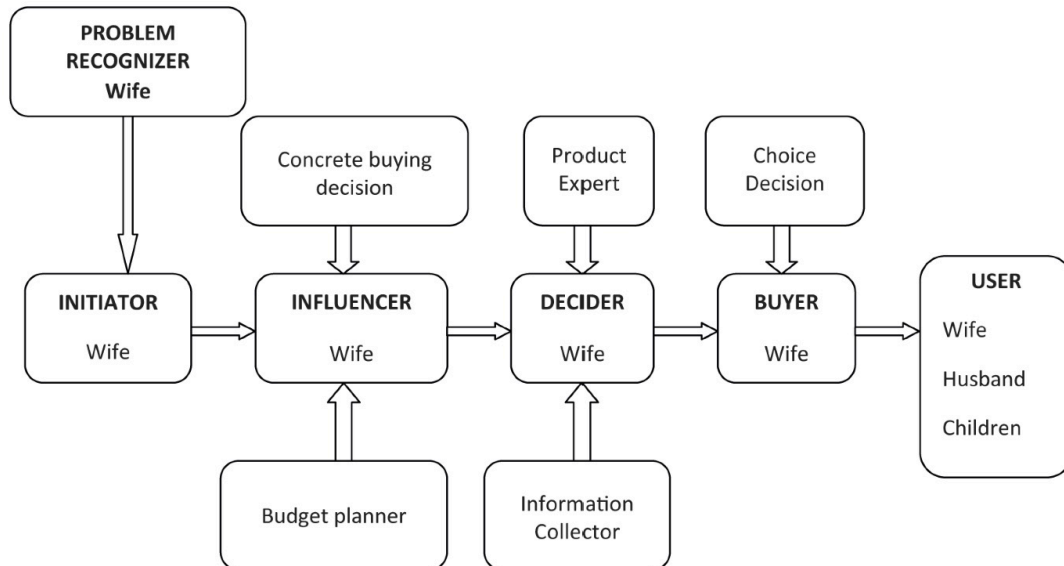 PROBLEM
RECOGNIZER
Wife
Concrete buying
decision
Product
Expert
Choice
Decision
INITIATOR
Wife
INFLUENCER
Wife
DECIDER
Wife
BUYER
Wife
USER
Wife
Husband
Children
Budget planner
Information
Collector